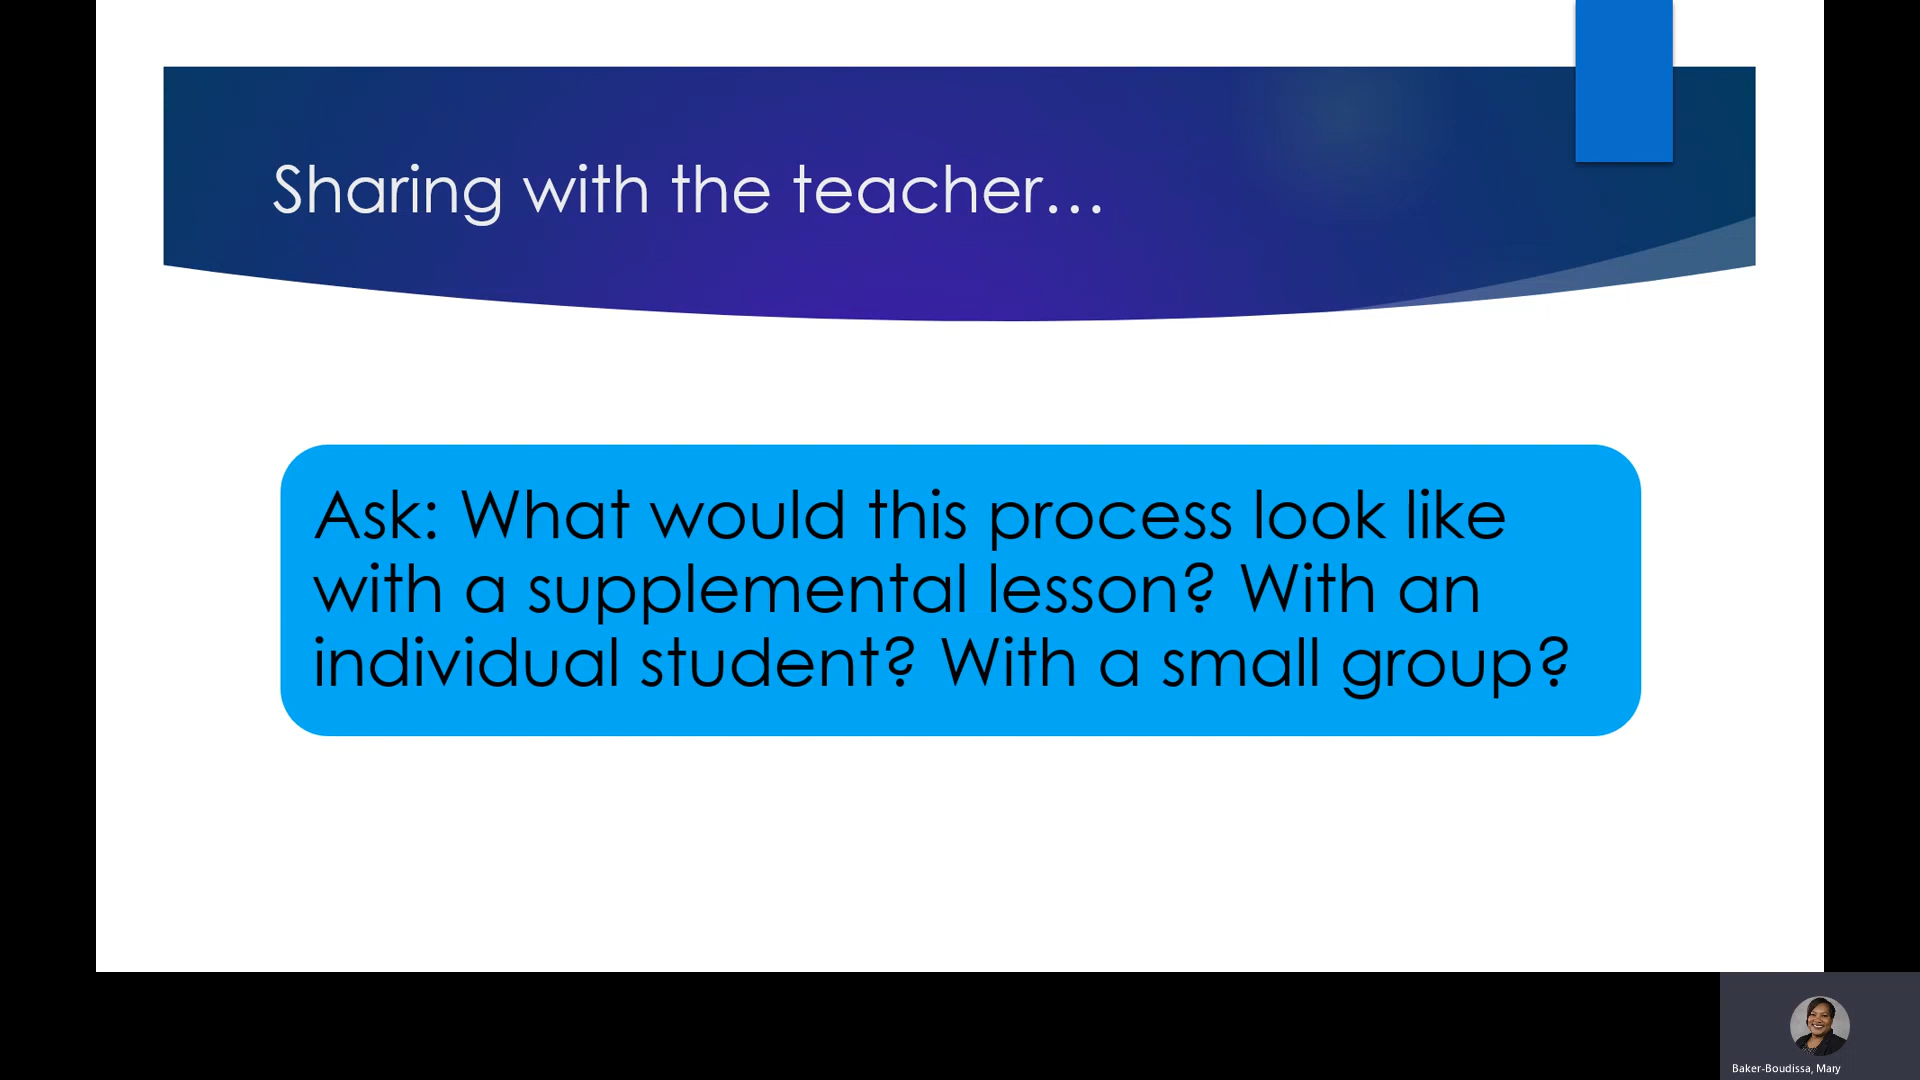 Sharing with the teacher…
Ask: What would this process look like
with a supplemental lesson? With an
individual student? With a small group?
Baker-Boudissa, Mary